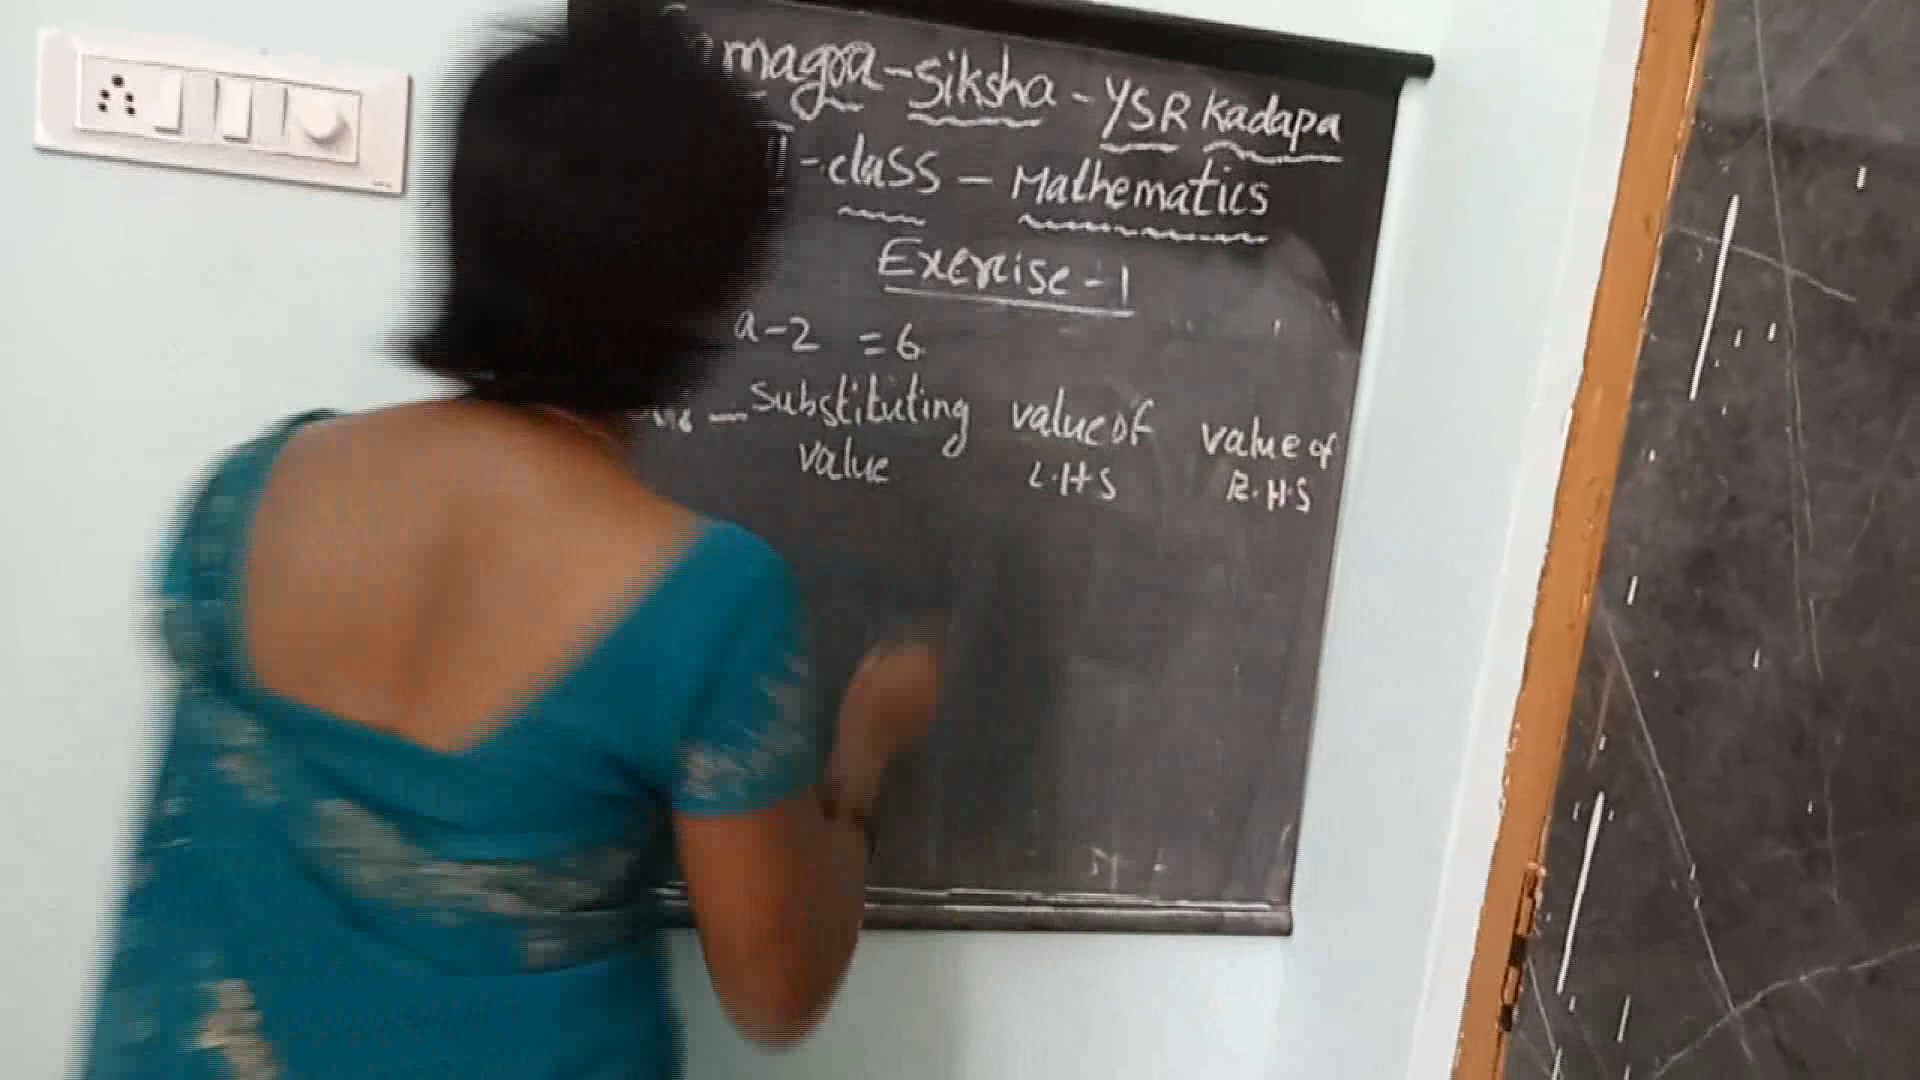 magra-siksha - YSR Kadapa
-class - Mathematics
Exercise-1
a-2 = 6
- Substituting value of value of
value L.H.S R.H.S